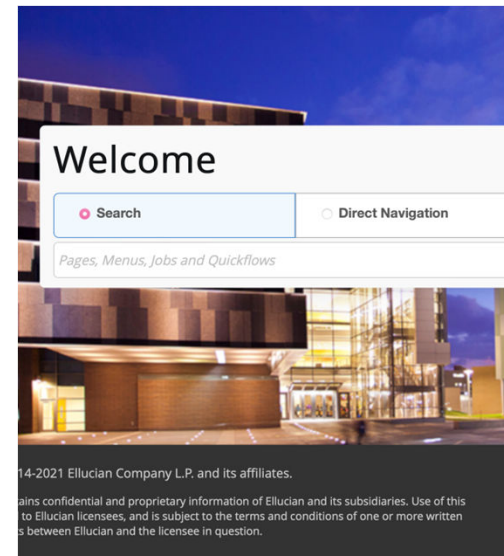 Welcome
Search
Direct Navigation
Pages, Menus, Jobs and Quickflows
14-2021 Ellucian Company L.P. and its affiliates.
confidential and proprietary information of Ellucian and its subsidiaries. Use of this
to Ellucian licensees, and is subject to the terms and conditions of one or more written
between Ellucian and the licensee in question.